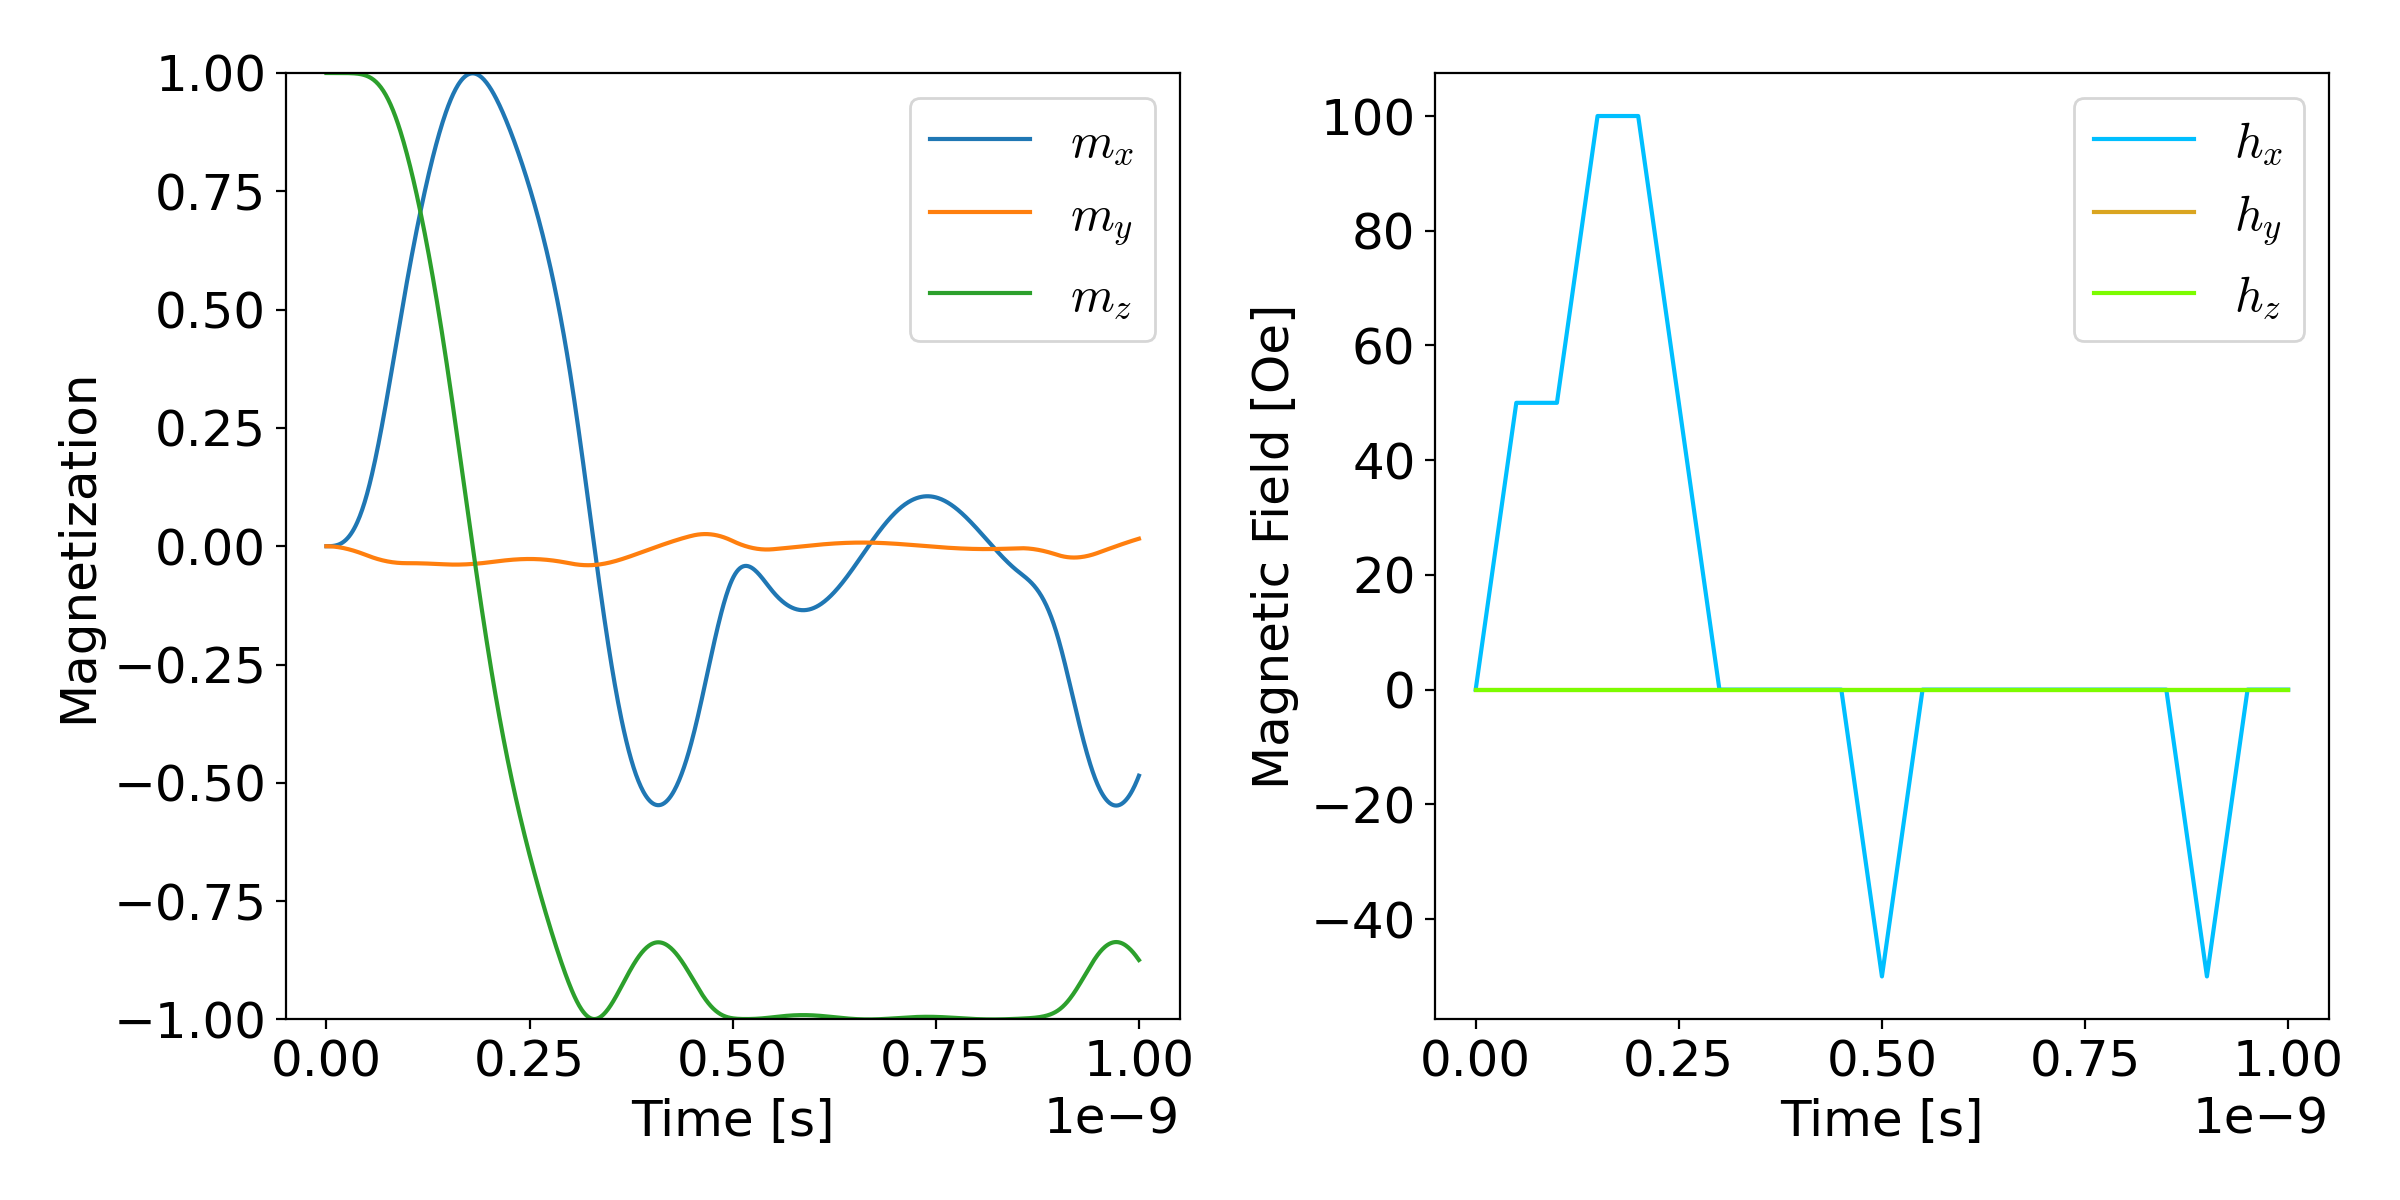 Magnetization
1.00
0.75
0.50
0.25
0.00
−0.25
−0.50
−0.75
−1.00
0.00 0.25 0.50 0.75 1.00
Time [s]
1e−9
m_x
m_y
m_z
Magnetic Field [Oe]
100
80
60
40
20
0
−20
−40
0.00 0.25 0.50 0.75 1.00
Time [s]
1e−9
h_x
h_y
h_z